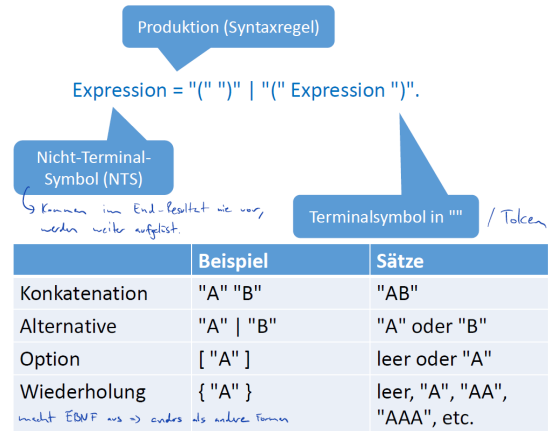 Produktion (Syntaxregel)
Expression = "(" ")" | "(" Expression ")".
Nicht-Terminal-
Symbol (NTS)
↳ Kommen im End-Resultat nie vor,
werden weiter aufgelöst.
Terminalsymbol in "" / Token
Beispiel Sätze
Konkatenation "A" "B" "AB"
Alternative "A" | "B" "A" oder "B"
Option [ "A" ] leer oder "A"
Wiederholung { "A" } leer, "A", "AA",
"AAA", etc.
macht EBNF aus => anders als andere Formen